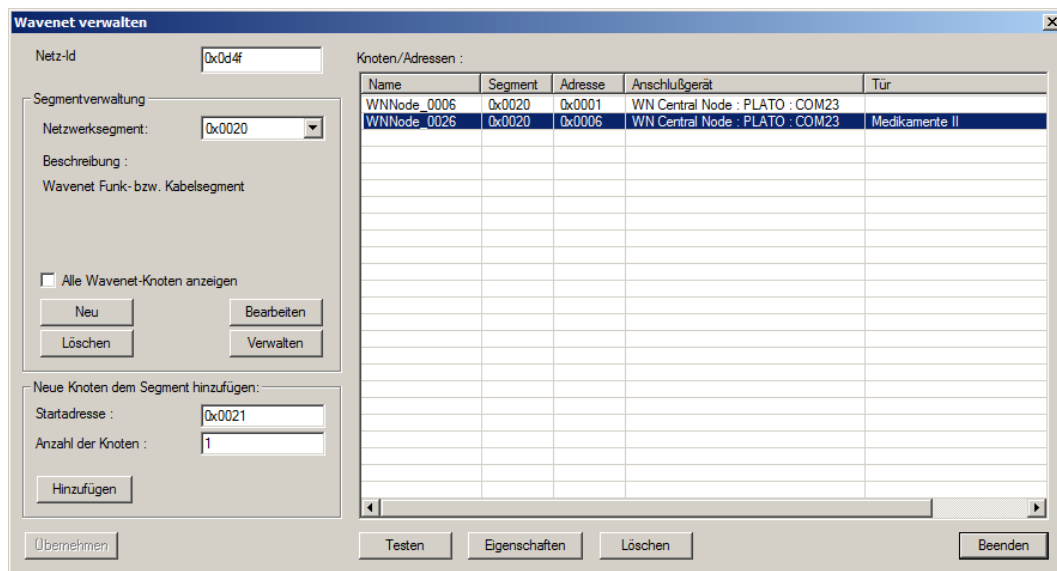 Wavenet verwalten
Netz-Id
0x0d4f
Segmentverwaltung
Netzwerksegment:
0x0020
Beschreibung :
Wavenet Funk- bzw. Kabelsegment
Alle Wavenet-Knoten anzeigen
Neu
Bearbeiten
Löschen
Verwalten
Neue Knoten dem Segment hinzufügen:
Startadresse :
0x0021
Anzahl der Knoten :
1
Hinzufügen
Übernehmen
Knoten/Adressen :
Name Segment Adresse Anschlußgerät Tür
WNNode_0006 0x0020 0x0001 WN Central Node : PLATO : COM23
WNNode_0026 0x0020 0x0006 WN Central Node : PLATO : COM23 Medikamente II
Testen
Eigenschaften
Löschen
Beenden